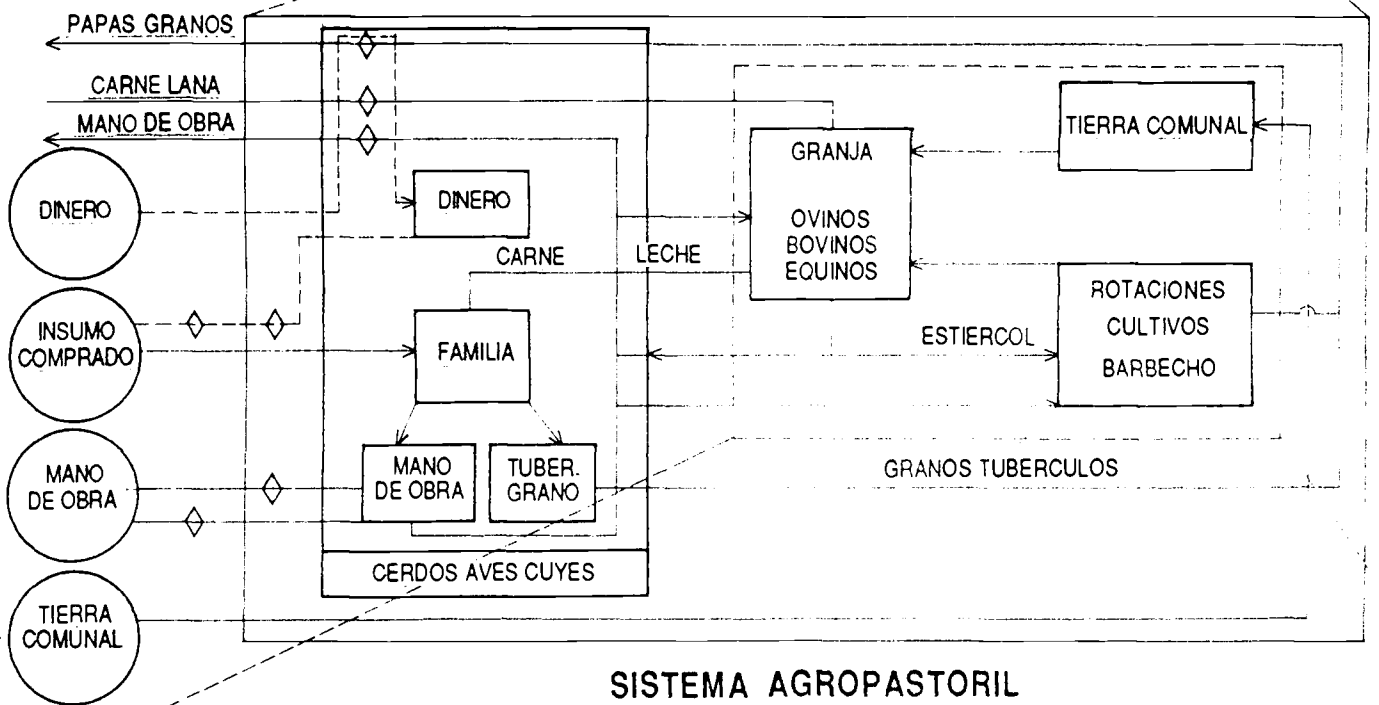 PAPAS GRANOS
CARNE LANA
MANO DE OBRA
DINERO
INSUMO
COMPRADO
MANO
DE OBRA
TIERRA
COMUNAL
DINERO
CARNE
LECHE
FAMILIA
MANO
DE OBRA
TUBER.
GRANO
CERDOS AVES CUYES
GRANJA
OVINOS
BOVINOS
EQUINOS
TIERRA COMUNAL
ROTACIONES
CULTIVOS
BARBECHO
ESTIERCOL
GRANOS TUBERCULOS
SISTEMA AGROPASTORIL